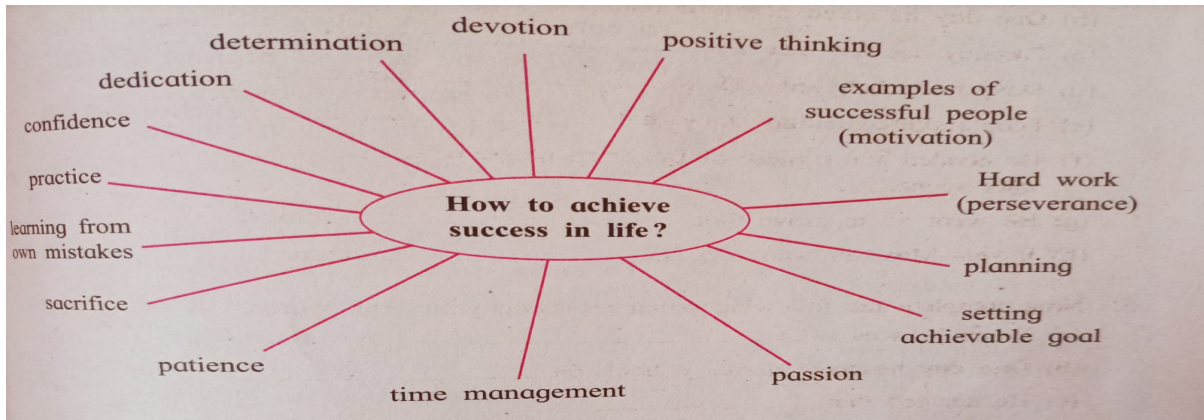 devotion
determination
positive thinking
dedication
examples of
successful people
(motivation)
confidence
practice
Hard work
(perseverance)
How to achieve
success in life?
learning from
own mistakes
planning
sacrifice
setting
achievable goal
patience
time management
passion